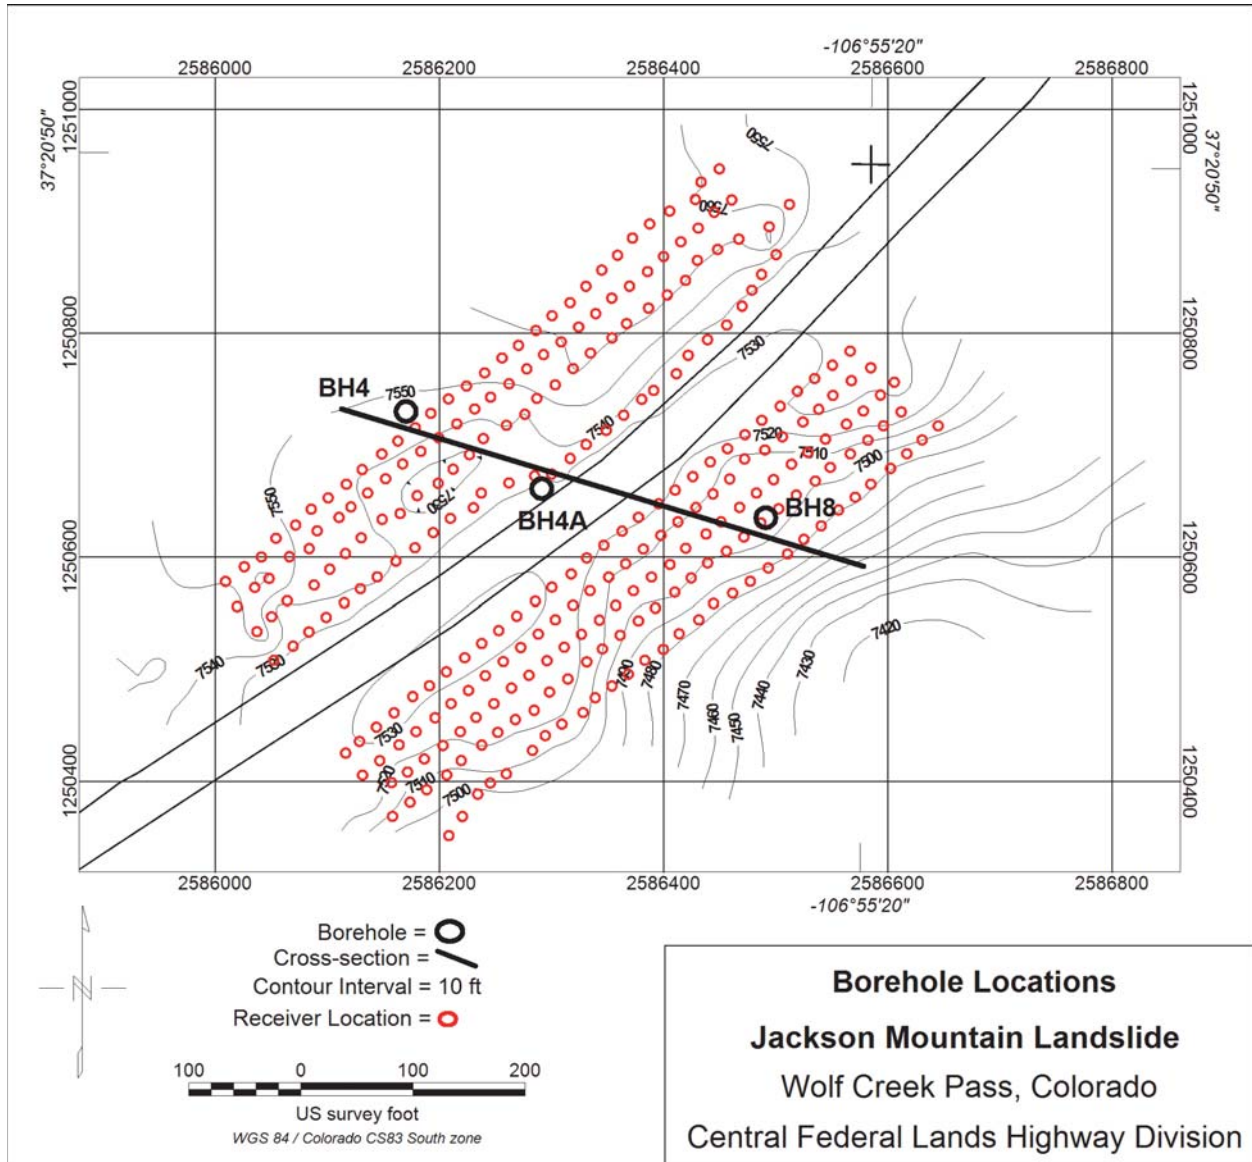 -106°55'20"
2586000 2586200 2586400 2586600 2586800
1251000 1251000
37°20'50" 37°20'50"
7550
7560
1250800 1250800
7530
BH4
7550
7540
7520
7510
7500
7550
7530
BH4A
BH8
1250600 1250600
7420
7540
7530
7490
7480
7430
7470
7440
7460
7450
7530
7520
7510
7500
1250400 1250400
2586000 2586200 2586400 2586600 2586800
-106°55'20"
Borehole =
Cross-section =
Contour Interval = 10 ft
Receiver Location =
N
100 0 100 200
US survey foot
WGS 84 / Colorado CS83 South zone
Borehole Locations
Jackson Mountain Landslide
Wolf Creek Pass, Colorado
Central Federal Lands Highway Division